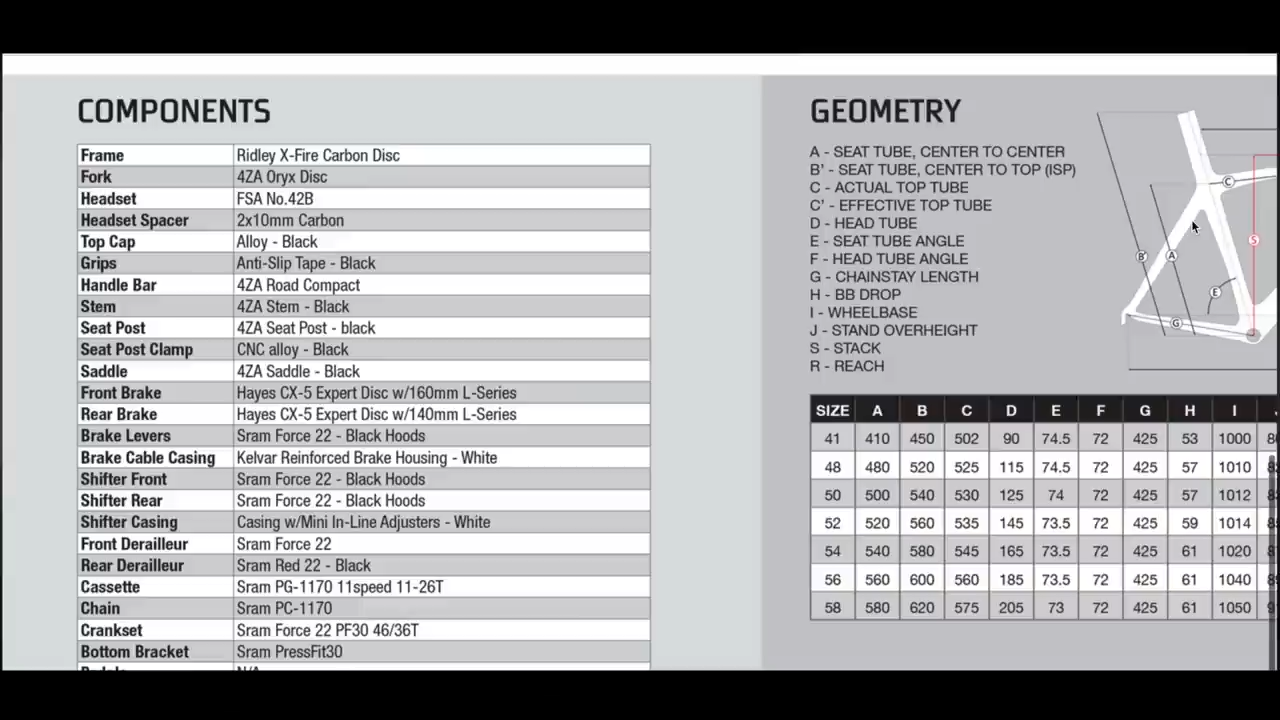 COMPONENTS
Frame Ridley X-Fire Carbon Disc
Fork 4ZA Oryx Disc
Headset FSA No.42B
Headset Spacer 2x10mm Carbon
Top Cap Alloy - Black
Grips Anti-Slip Tape - Black
Handle Bar 4ZA Road Compact
Stem 4ZA Stem - Black
Seat Post 4ZA Seat Post - black
Seat Post Clamp CNC alloy - Black
Saddle 4ZA Saddle - Black
Front Brake Hayes CX-5 Expert Disc w/160mm L-Series
Rear Brake Hayes CX-5 Expert Disc w/140mm L-Series
Brake Levers Sram Force 22 - Black Hoods
Brake Cable Casing Kelvar Reinforced Brake Housing - White
Shifter Front Sram Force 22 - Black Hoods
Shifter Rear Sram Force 22 - Black Hoods
Shifter Casing Casing w/Mini In-Line Adjusters - White
Front Derailleur Sram Force 22
Rear Derailleur Sram Red 22 - Black
Cassette Sram PG-1170 11speed 11-26T
Chain Sram PC-1170
Crankset Sram Force 22 PF30 46/36T
Bottom Bracket Sram PressFit30
GEOMETRY
A - SEAT TUBE, CENTER TO CENTER
B' - SEAT TUBE, CENTER TO TOP (ISP)
C - ACTUAL TOP TUBE
C' - EFFECTIVE TOP TUBE
D - HEAD TUBE
E - SEAT TUBE ANGLE
F - HEAD TUBE ANGLE
G - CHAINSTAY LENGTH
H - BB DROP
I - WHEELBASE
J - STAND OVERHEIGHT
S - STACK
R - REACH
C
S
B' A
E
G
SIZE A B C D E F G H I
41 410 450 502 90 74.5 72 425 53 1000
48 480 520 525 115 74.5 72 425 57 1010
50 500 540 530 125 74 72 425 57 1012
52 520 560 535 145 73.5 72 425 59 1014
54 540 580 545 165 73.5 72 425 61 1020
56 560 600 560 185 73.5 72 425 61 1040
58 580 620 575 205 73 72 425 61 1050